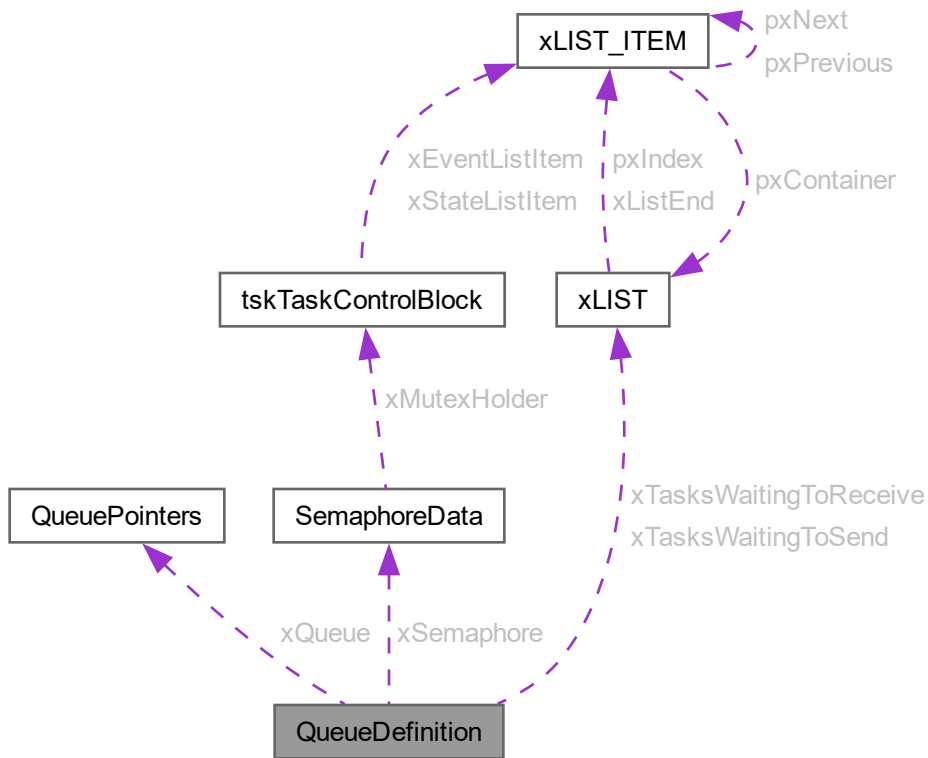 xLIST_ITEM
pxNext
pxPrevious
xEventListItem
xStateListItem
pxIndex
xListEnd
pxContainer
tskTaskControlBlock
xLIST
xMutexHolder
QueuePointers
SemaphoreData
xTasksWaitingToReceive
xTasksWaitingToSend
xQueue
xSemaphore
QueueDefinition